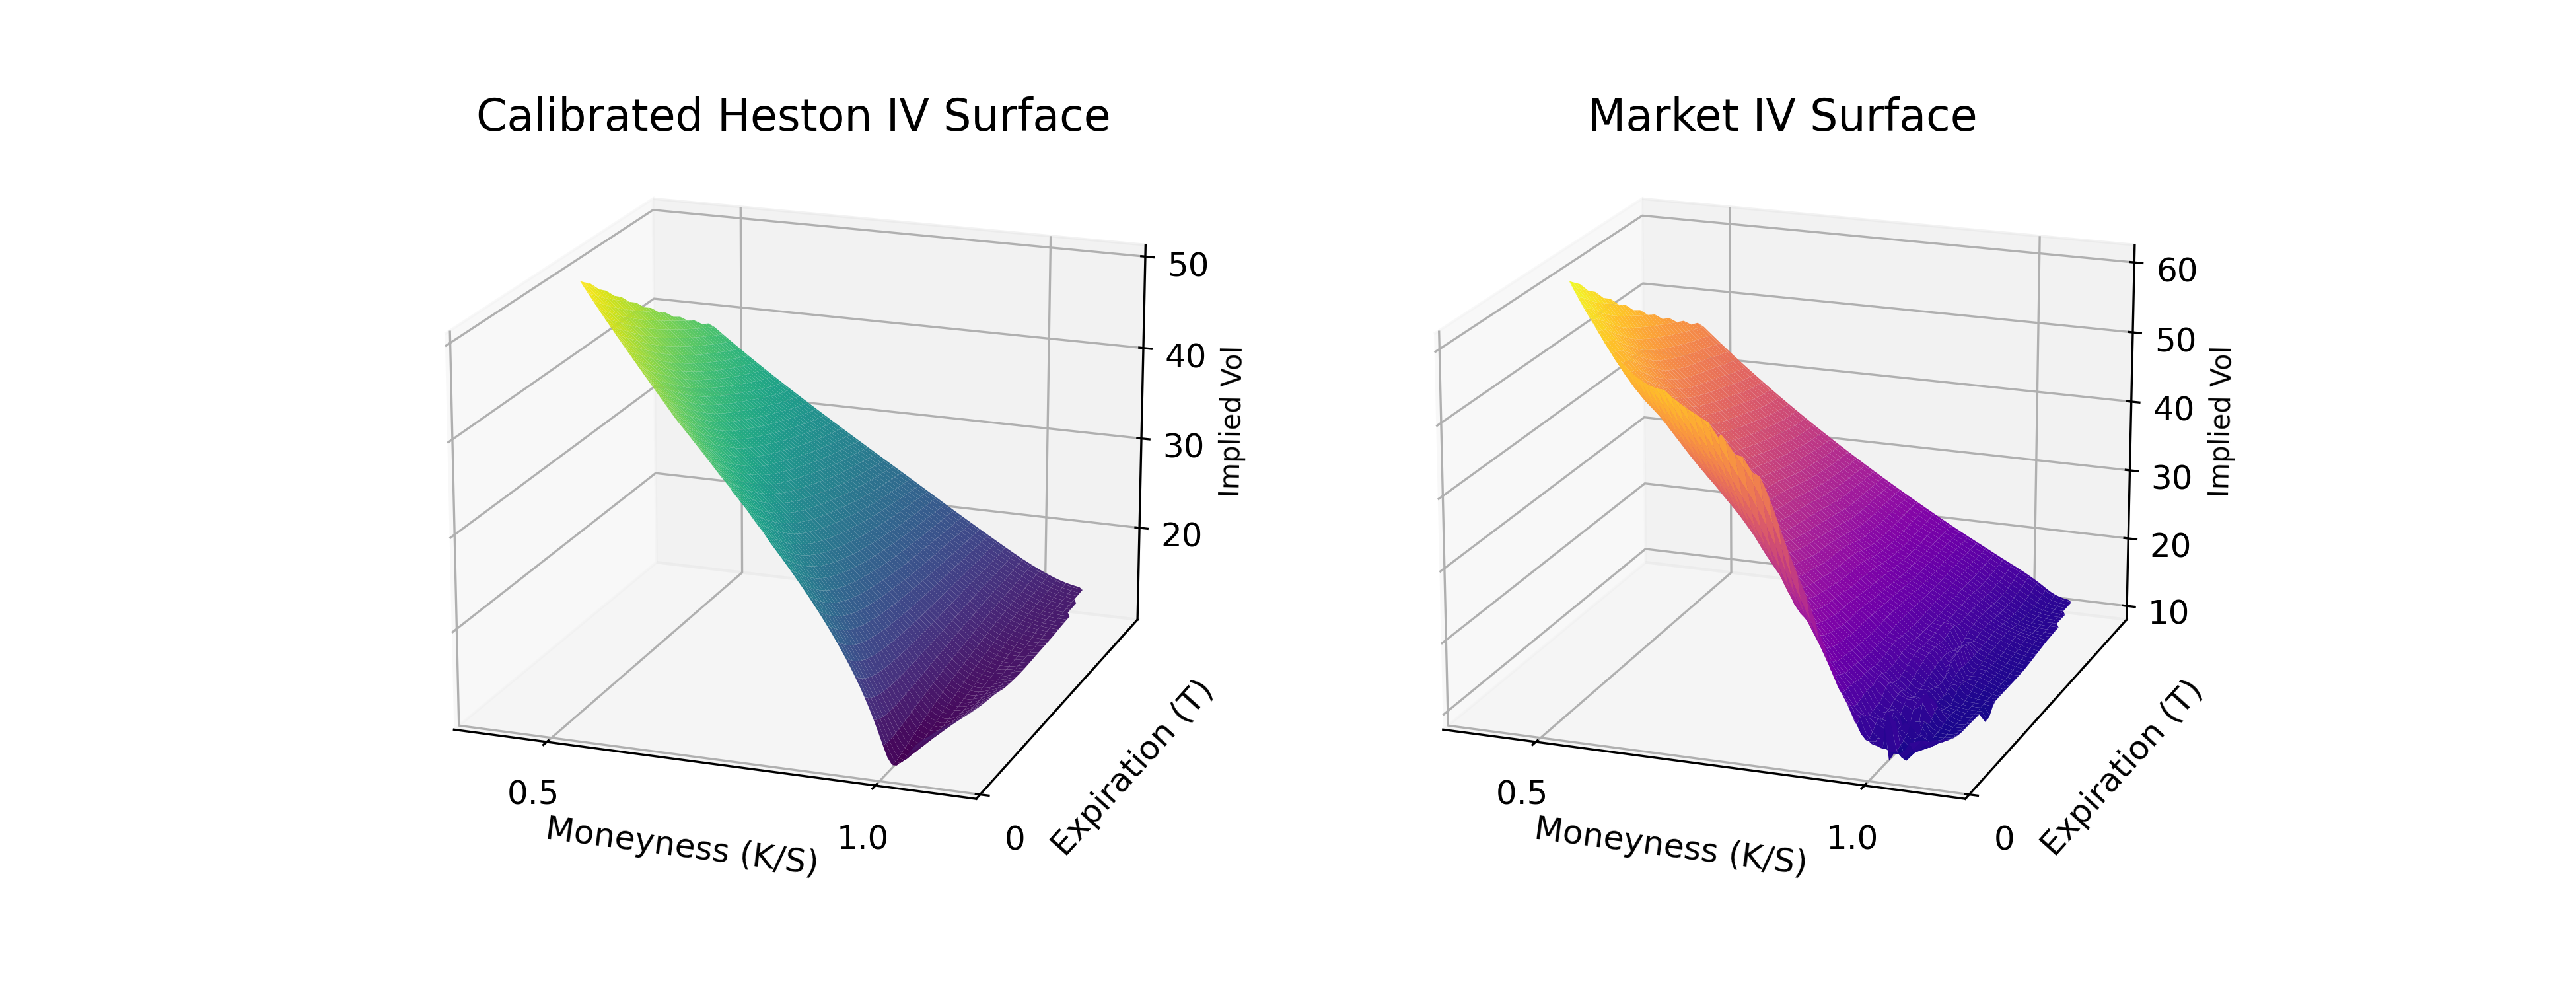 Calibrated Heston IV Surface
50
40
30
20
Implied Vol
0.5
1.0
Moneyness (K/S)
0
Expiration (T)
Market IV Surface
60
50
40
30
20
10
Implied Vol
0.5
1.0
Moneyness (K/S)
0
Expiration (T)